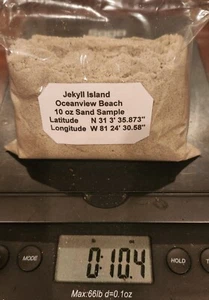 Jekyll Island
Oceanview Beach
10 oz Sand Sample
Latitude N 31 3' 35.873"
Longitude W 81 24' 30.58"
MODE
0:10.4
HOLD
Max:66lb d=0.1oz